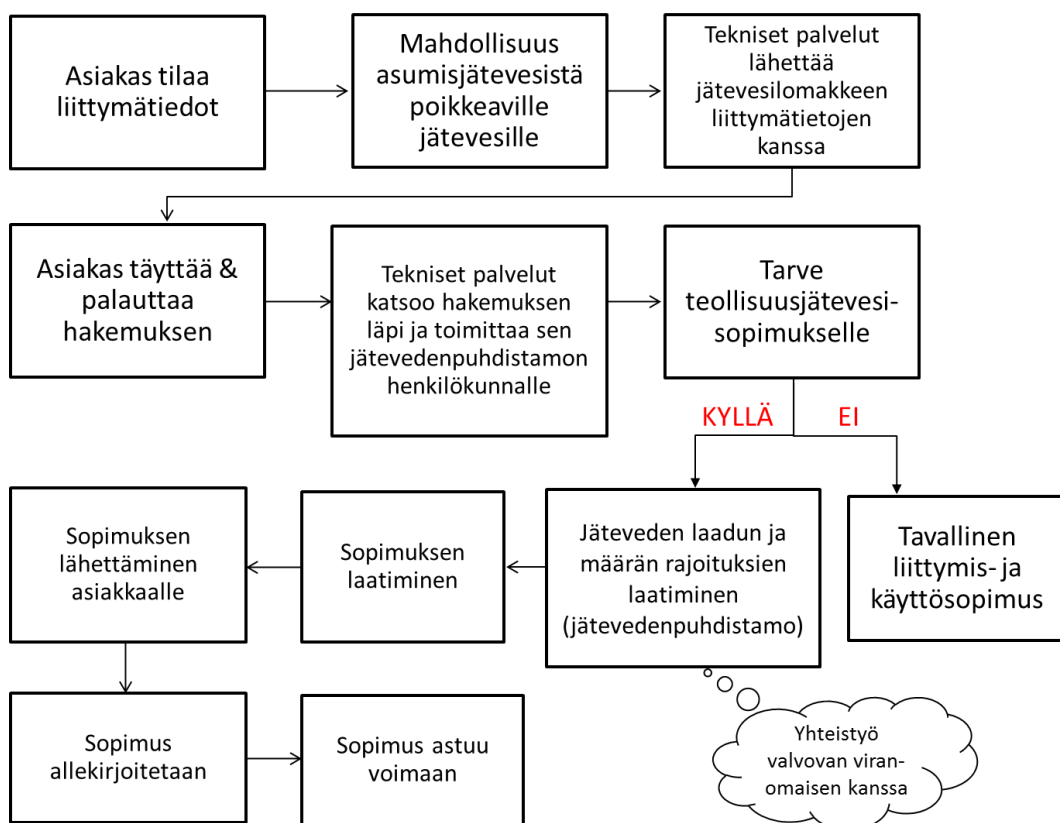 Asiakas tilaa
liittymätiedot
Mahdollisuus
asumisjätevesistä
poikkeaville
jätevesille
Tekniset palvelut
lähettää
jätevesilomakkeen
liittymätietojen
kanssa
Asiakas täyttää &
palauttaa
hakemuksen
Tekniset palvelut
katsoo hakemuksen
läpi ja toimittaa sen
jätevedenpuhdistamon
henkilökunnalle
Tarve
teollisuusjätevesi-
sopimukselle
KYLLÄ
EI
Sopimuksen
lähettäminen
asiakkaalle
Sopimuksen
laatiminen
Jäteveden laadun ja
määrän rajoituksien
laatiminen
(jätevedenpuhdistamo)
Tavallinen
liittymis- ja
käyttösopimus
Sopimus
allekirjoitetaan
Sopimus astuu
voimaan
Yhteistyö
valvovan viran-
omaisen kanssa